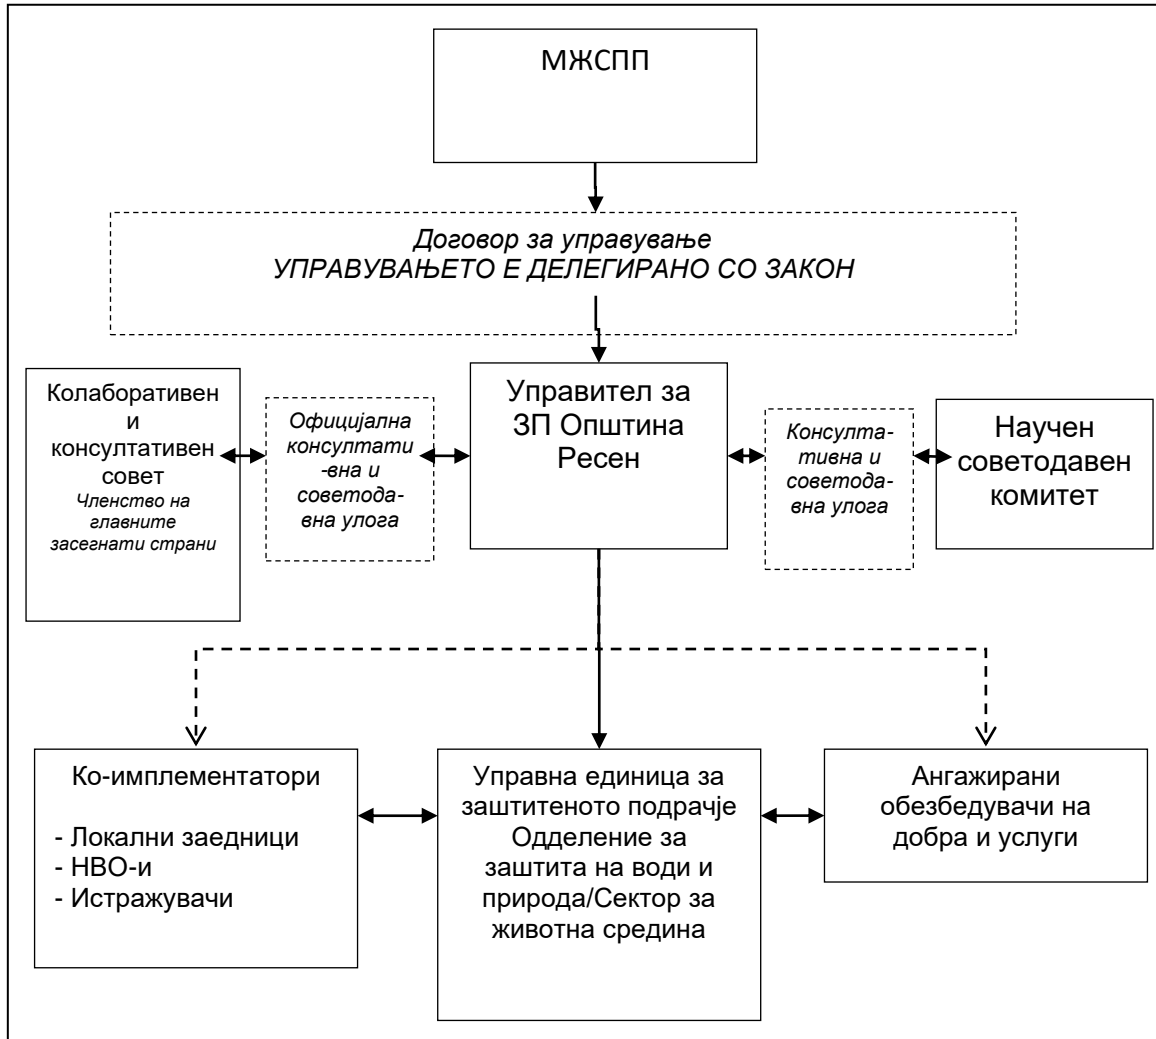 МЖСПП
Договор за управување
УПРАВУВАЊЕТО Е ДЕЛЕГИРАНО СО ЗАКОН
Колаборативен
и
консултативен
совет
Членство на
главните
засегнати страни
Официјална
консултати
-вна и
советода-
вна улога
Управител за
ЗП Општина
Ресен
Консулта-
тивна и
советода-
вна улога
Научен
советодавен
комитет
Ко-имплементатори
- Локални заедници
- НВО-и
- Истражувачи
Управна единица за
заштитеното подрачје
Одделение за
заштита на води и
природа/Сектор за
животна средина
Ангажирани
обезбедувачи на
добра и услуги